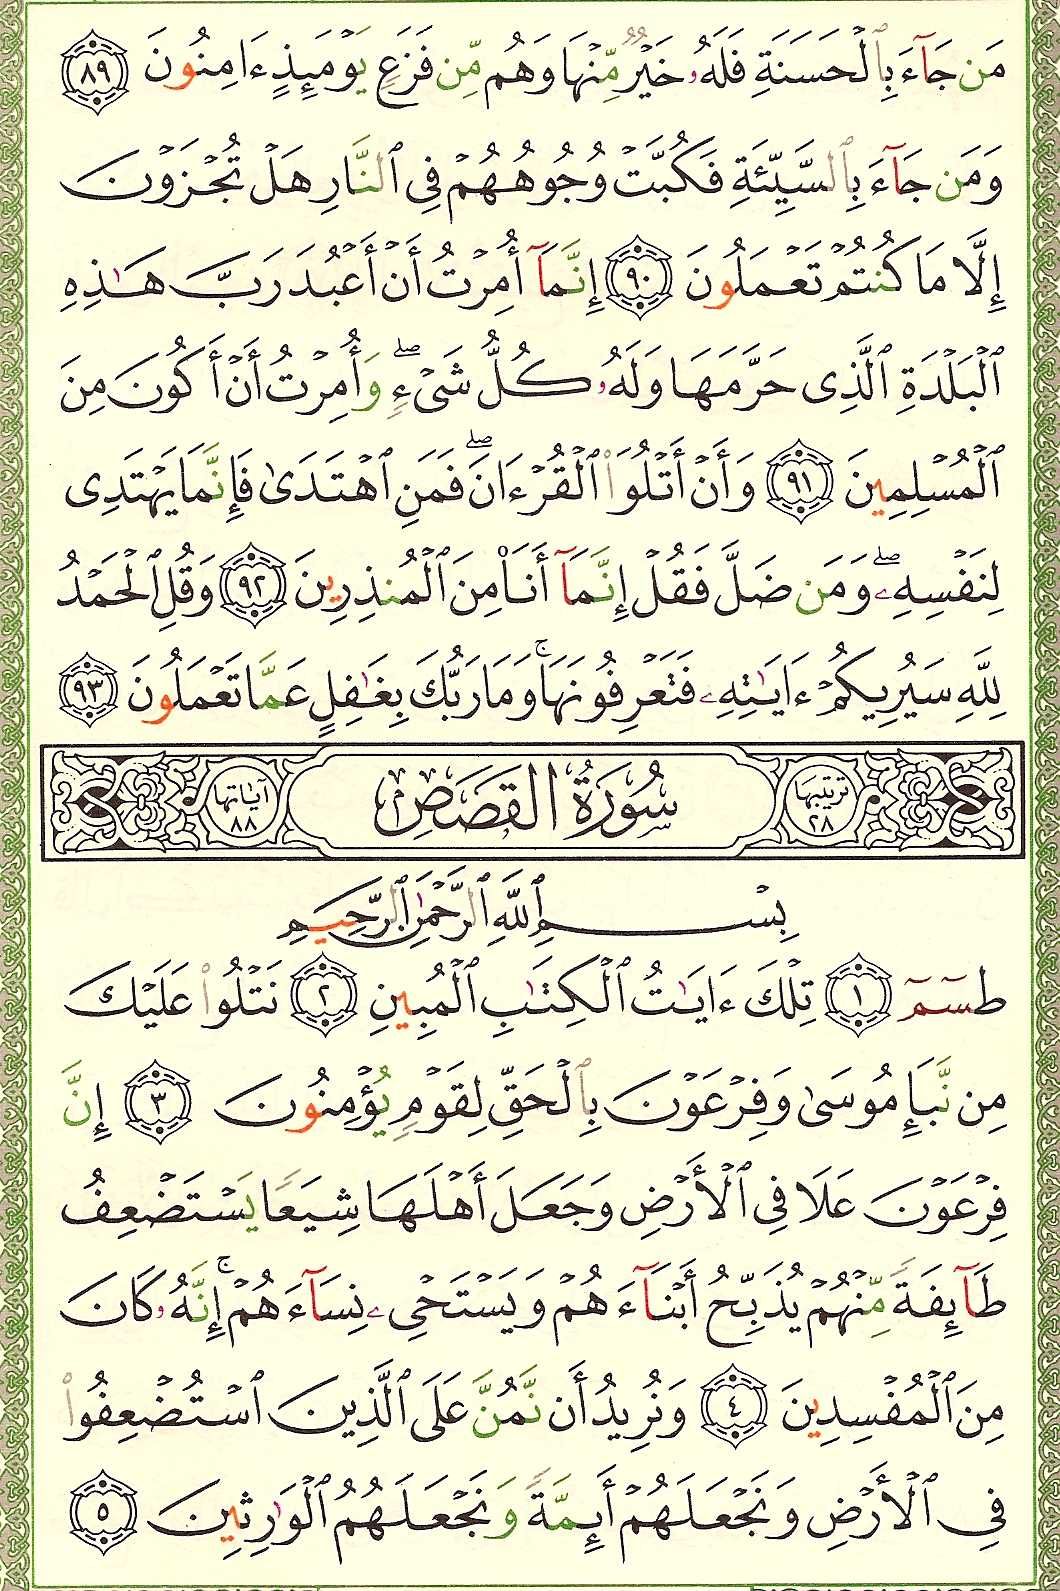 مَن جَآءَ بِٱلْحَسَنَةِ فَلَهُۥ خَيْرٌ مِّنْهَا وَهُم مِّن فَزَعٍ يَوْمَئِذٍ ءَامِنُونَ ٨٩
وَمَن جَآءَ بِٱلسَّيِّئَةِ فَكُبَّتْ وُجُوهُهُمْ فِى ٱلنَّارِ هَلْ تُجْزَوْنَ
إِلَّا مَا كُنتُمْ تَعْمَلُونَ ٩٠ إِنَّمَآ أُمِرْتُ أَنْ أَعْبُدَ رَبَّ هَـٰذِهِ
ٱلْبَلْدَةِ ٱلَّذِى حَرَّمَهَا وَلَهُۥ كُلُّ شَىْءٍ ۖ وَأُمِرْتُ أَنْ أَكُونَ مِنَ
ٱلْمُسْلِمِينَ ٩١ وَأَنْ أَتْلُوَا۟ ٱلْقُرْءَانَ ۖ فَمَنِ ٱهْتَدَىٰ فَإِنَّمَا يَهْتَدِى
لِنَفْسِهِۦ ۖ وَمَن ضَلَّ فَقُلْ إِنَّمَآ أَنَا۠ مِنَ ٱلْمُنذِرِينَ ٩٢ وَقُلِ ٱلْحَمْدُ
لِلَّهِ سَيُرِيكُمْ ءَايَـٰتِهِۦ فَتَعْرِفُونَهَا ۚ وَمَا رَبُّكَ بِغَـٰفِلٍ عَمَّا تَعْمَلُونَ ٩٣
ترتيبها ٢٨ سُورَةُ القَصَصِ آياتها ٨٨
بِسْمِ ٱللَّهِ ٱلرَّحْمَـٰنِ ٱلرَّحِيمِ
طسٓمٓ ١ تِلْكَ ءَايَـٰتُ ٱلْكِتَـٰبِ ٱلْمُبِينِ ٢ نَتْلُوا۟ عَلَيْكَ
مِن نَّبَإِ مُوسَىٰ وَفِرْعَوْنَ بِٱلْحَقِّ لِقَوْمٍ يُؤْمِنُونَ ٣ إِنَّ
فِرْعَوْنَ عَلَا فِى ٱلْأَرْضِ وَجَعَلَ أَهْلَهَا شِيَعًا يَسْتَضْعِفُ
طَآئِفَةً مِّنْهُمْ يُذَبِّحُ أَبْنَآءَهُمْ وَيَسْتَحْىِۦ نِسَآءَهُمْ ۚ إِنَّهُۥ كَانَ
مِنَ ٱلْمُفْسِدِينَ ٤ وَنُرِيدُ أَن نَّمُنَّ عَلَى ٱلَّذِينَ ٱسْتُضْعِفُوا۟
فِى ٱلْأَرْضِ وَنَجْعَلَهُمْ أَئِمَّةً وَنَجْعَلَهُمُ ٱلْوَٰرِثِينَ ٥